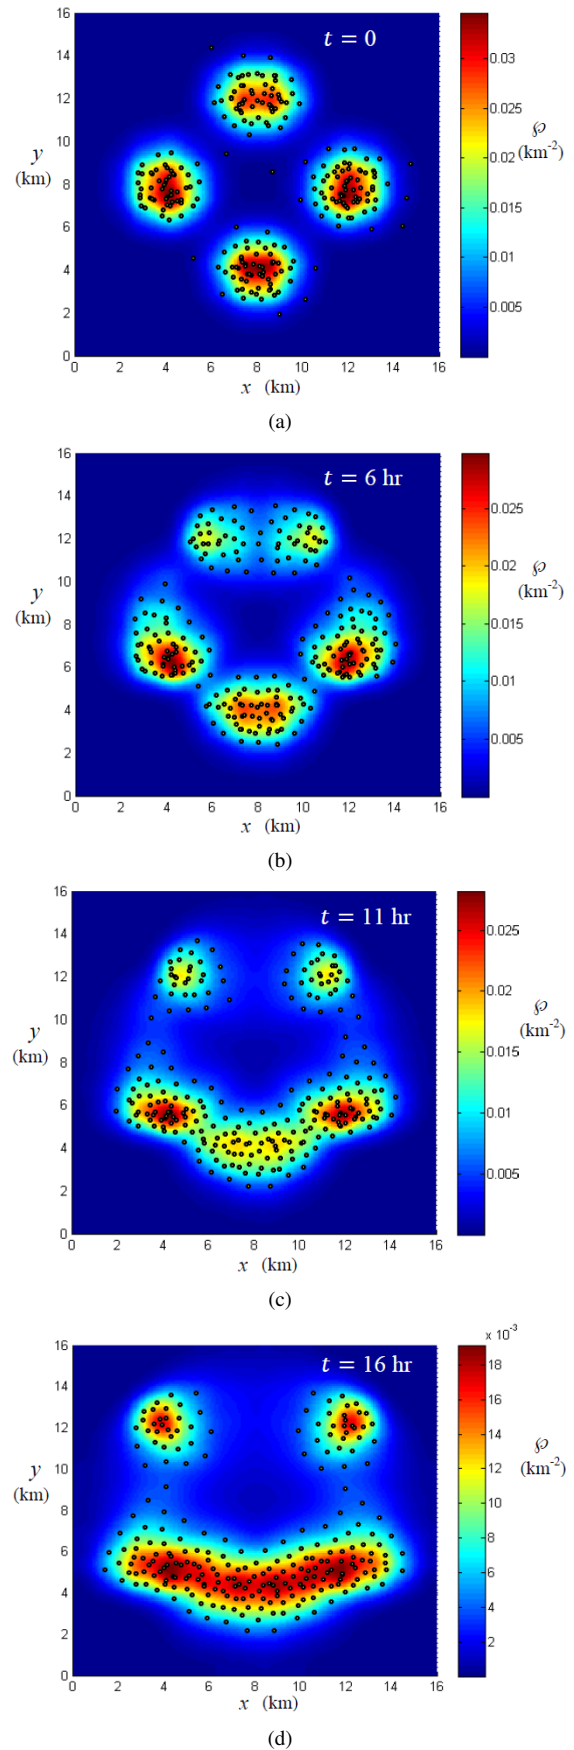 16
14
12
10
8
6
4
2
0
y
(km)
t = 0
0 2 4 6 8 10 12 14 16
x (km)
0.03
0.025
0.02
0.015
0.01
0.005
℘
(km-2)
(a)
16
14
12
10
8
6
4
2
0
y
(km)
t = 6 hr
0 2 4 6 8 10 12 14 16
x (km)
0.025
0.02
0.015
0.01
0.005
℘
(km-2)
(b)
16
14
12
10
8
6
4
2
0
y
(km)
t = 11 hr
0 2 4 6 8 10 12 14 16
x (km)
0.025
0.02
0.015
0.01
0.005
℘
(km-2)
(c)
16
14
12
10
8
6
4
2
0
y
(km)
t = 16 hr
0 2 4 6 8 10 12 14 16
x (km)
x 10-3
18
16
14
12
10
8
6
4
2
℘
(km-2)
(d)